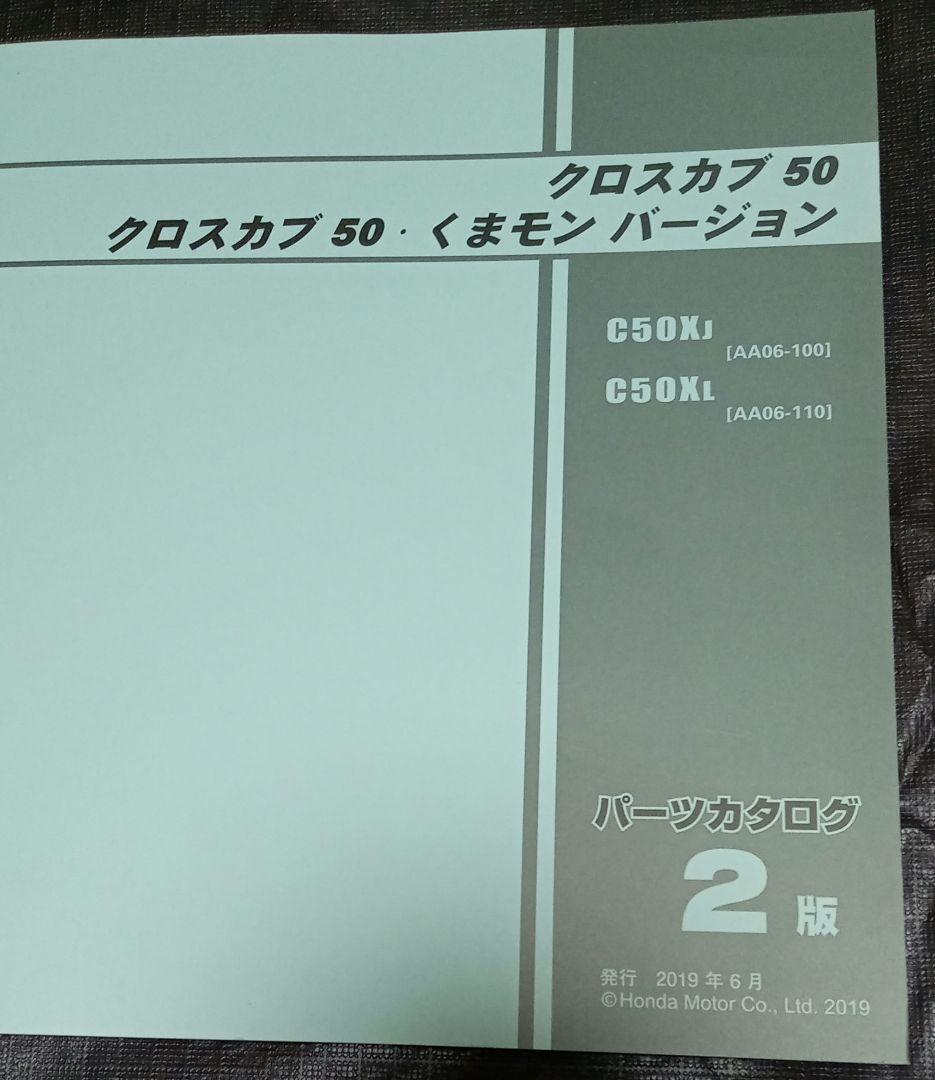 クロスカブ 50
クロスカブ 50・くまモン バージョン
C50XJ
[AA06-100]
C50XL
[AA06-110]
パーツカタログ
2 版
発行 2019 年 6 月
©Honda Motor Co., Ltd. 2019